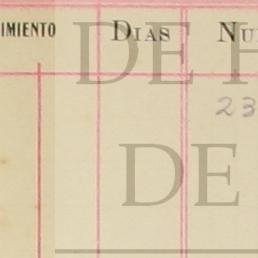 IMIENTO DIAS NU
DE H
23
DE